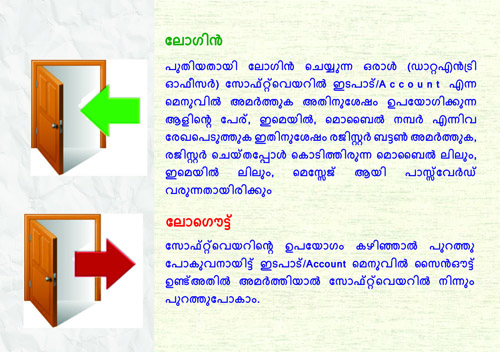 ലോഗിൻ
പുതിയതായി ലോഗിൻ ചെയ്യുന്ന ഒരാൾ (ഡാറ്റഎൻട്രി
ഓഫീസർ) സോഫ്റ്റ്‌വെയറിൽ ഇടപാട്/Account എന്ന
മെനുവിൽ അമർത്തുക അതിനുശേഷം ഉപയോഗിക്കുന്ന
ആളിന്റെ പേര്, ഇമെയിൽ, മൊബൈൽ നമ്പർ എന്നിവ
രേഖപെടുത്തുക ഇതിനുശേഷം രജിസ്റ്റർ ബട്ടൺ അമർത്തുക,
രജിസ്റ്റർ ചെയ്തപ്പോൾ കൊടിത്തിരുന്ന മൊബൈൽ ലിലും,
ഇമെയിൽ ലിലും, മെസ്സേജ് ആയി പാസ്സ്‌വേർഡ്
വരുന്നതായിരിക്കും
ലോഗൌട്ട്
സോഫ്റ്റ്‌വെയറിന്റെ ഉപയോഗം കഴിഞ്ഞാൽ പുറത്തു
പോകുവനായിട്ട് ഇടപാട്/Account മെനുവിൽ സൈൻഔട്ട്
ഉണ്ട്അതിൽ അമർത്തിയാൽ സോഫ്റ്റ്‌വെയറിൽ നിന്നും
പുറത്തുപോകാം.